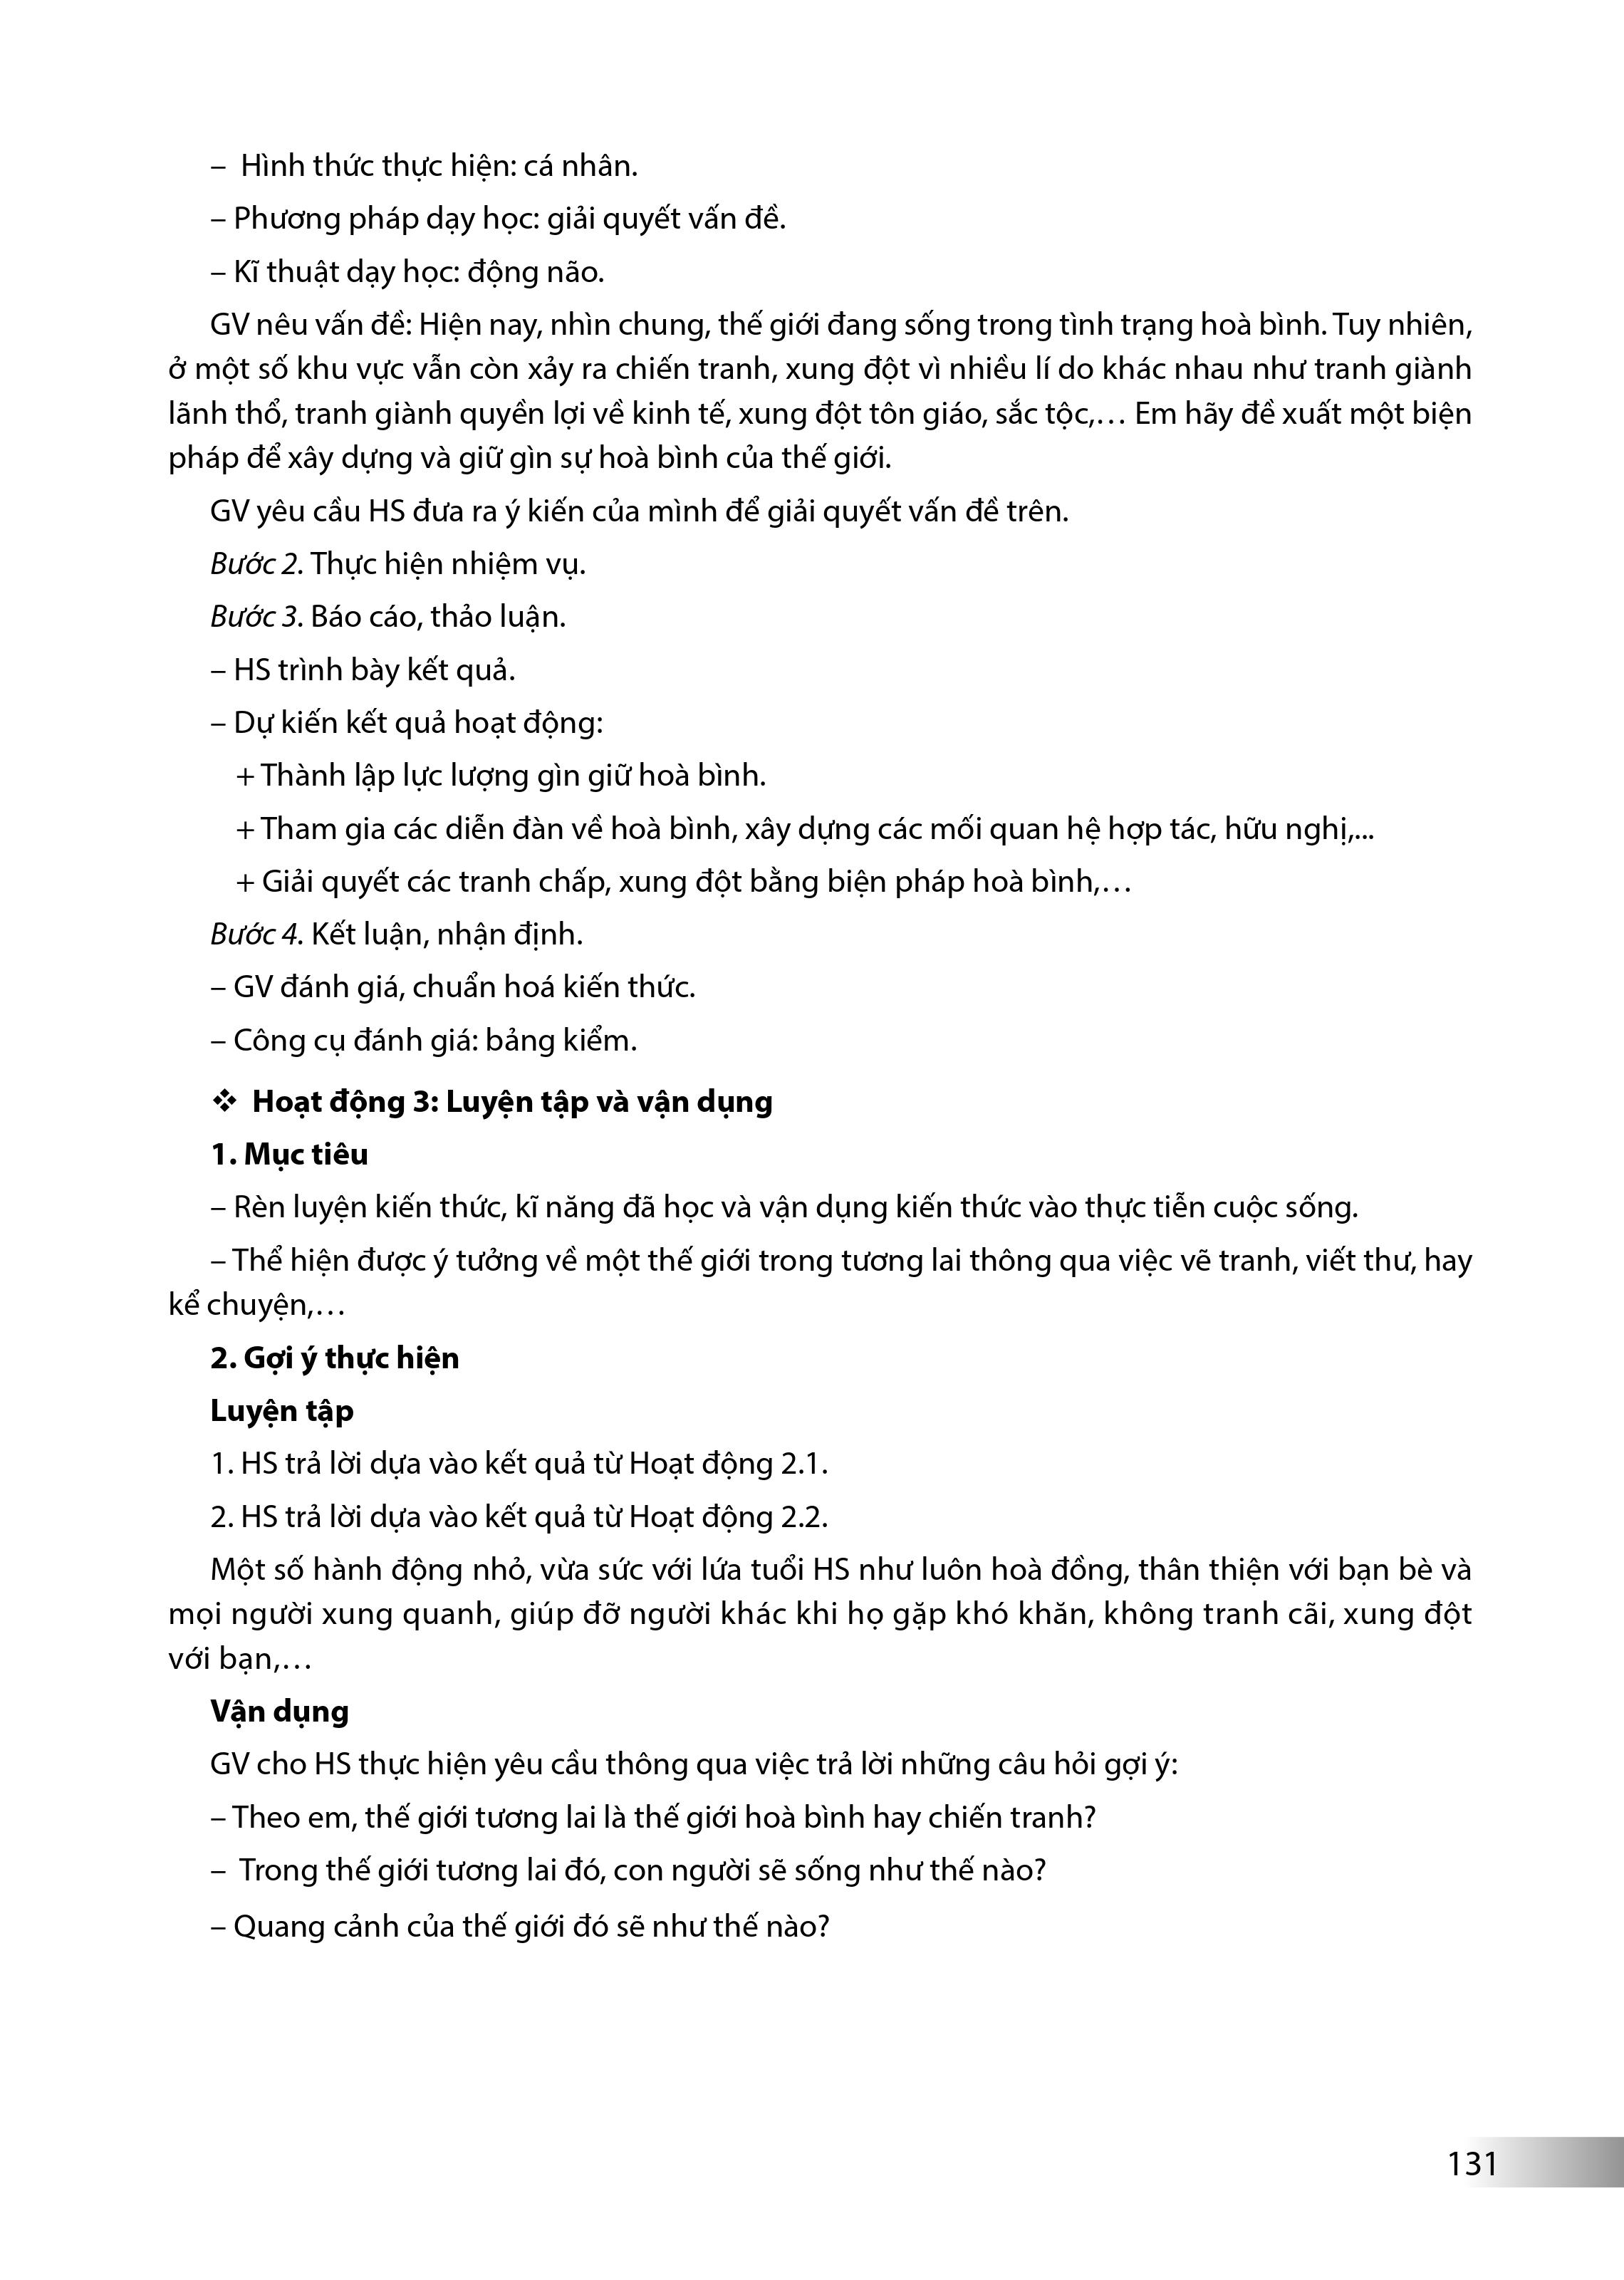 – Hình thức thực hiện: cá nhân.
– Phương pháp dạy học: giải quyết vấn đề.
– Kĩ thuật dạy học: động não.
GV nêu vấn đề: Hiện nay, nhìn chung, thế giới đang sống trong tình trạng hoà bình. Tuy nhiên,
ở một số khu vực vẫn còn xảy ra chiến tranh, xung đột vì nhiều lí do khác nhau như tranh giành
lãnh thổ, tranh giành quyền lợi về kinh tế, xung đột tôn giáo, sắc tộc,… Em hãy đề xuất một biện
pháp để xây dựng và giữ gìn sự hoà bình của thế giới.
GV yêu cầu HS đưa ra ý kiến của mình để giải quyết vấn đề trên.
Bước 2. Thực hiện nhiệm vụ.
Bước 3. Báo cáo, thảo luận.
– HS trình bày kết quả.
– Dự kiến kết quả hoạt động:
+ Thành lập lực lượng gìn giữ hoà bình.
+ Tham gia các diễn đàn về hoà bình, xây dựng các mối quan hệ hợp tác, hữu nghị,...
+ Giải quyết các tranh chấp, xung đột bằng biện pháp hoà bình,…
Bước 4. Kết luận, nhận định.
– GV đánh giá, chuẩn hoá kiến thức.
– Công cụ đánh giá: bảng kiểm.
❖ Hoạt động 3: Luyện tập và vận dụng
1. Mục tiêu
– Rèn luyện kiến thức, kĩ năng đã học và vận dụng kiến thức vào thực tiễn cuộc sống.
– Thể hiện được ý tưởng về một thế giới trong tương lai thông qua việc vẽ tranh, viết thư, hay
kể chuyện,…
2. Gợi ý thực hiện
Luyện tập
1. HS trả lời dựa vào kết quả từ Hoạt động 2.1.
2. HS trả lời dựa vào kết quả từ Hoạt động 2.2.
Một số hành động nhỏ, vừa sức với lứa tuổi HS như luôn hoà đồng, thân thiện với bạn bè và
mọi người xung quanh, giúp đỡ người khác khi họ gặp khó khăn, không tranh cãi, xung đột
với bạn,…
Vận dụng
GV cho HS thực hiện yêu cầu thông qua việc trả lời những câu hỏi gợi ý:
– Theo em, thế giới tương lai là thế giới hoà bình hay chiến tranh?
– Trong thế giới tương lai đó, con người sẽ sống như thế nào?
– Quang cảnh của thế giới đó sẽ như thế nào?
131